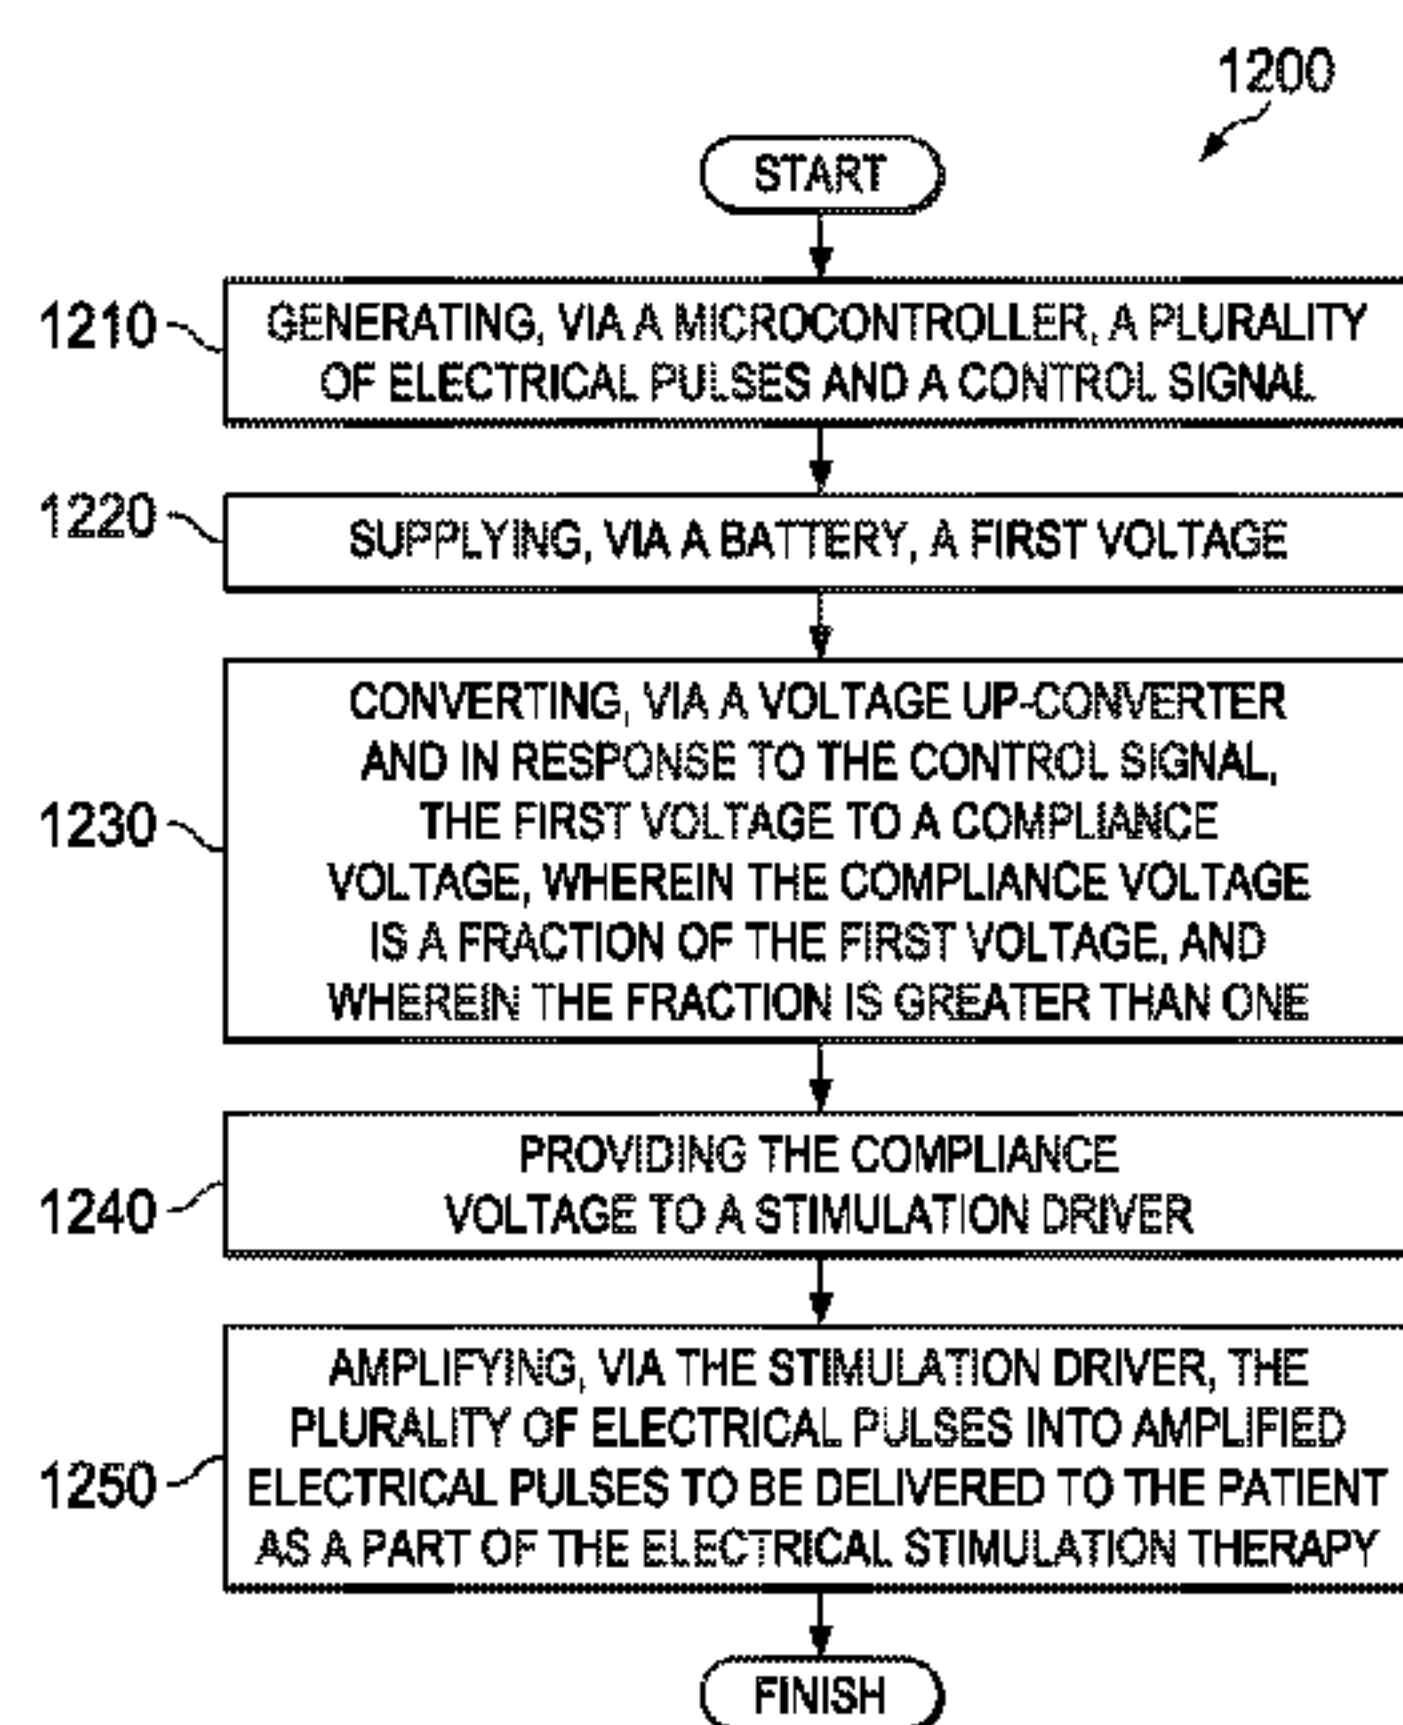 1200
START
1210
GENERATING, VIA A MICROCONTROLLER, A PLURALITY
OF ELECTRICAL PULSES AND A CONTROL SIGNAL
1220
SUPPLYING, VIA A BATTERY, A FIRST VOLTAGE
1230
CONVERTING, VIA A VOLTAGE UP-CONVERTER
AND IN RESPONSE TO THE CONTROL SIGNAL,
THE FIRST VOLTAGE TO A COMPLIANCE
VOLTAGE, WHEREIN THE COMPLIANCE VOLTAGE
IS A FRACTION OF THE FIRST VOLTAGE, AND
WHEREIN THE FRACTION IS GREATER THAN ONE
1240
PROVIDING THE COMPLIANCE
VOLTAGE TO A STIMULATION DRIVER
1250
AMPLIFYING, VIA THE STIMULATION DRIVER, THE
PLURALITY OF ELECTRICAL PULSES INTO AMPLIFIED
ELECTRICAL PULSES TO BE DELIVERED TO THE PATIENT
AS A PART OF THE ELECTRICAL STIMULATION THERAPY
FINISH